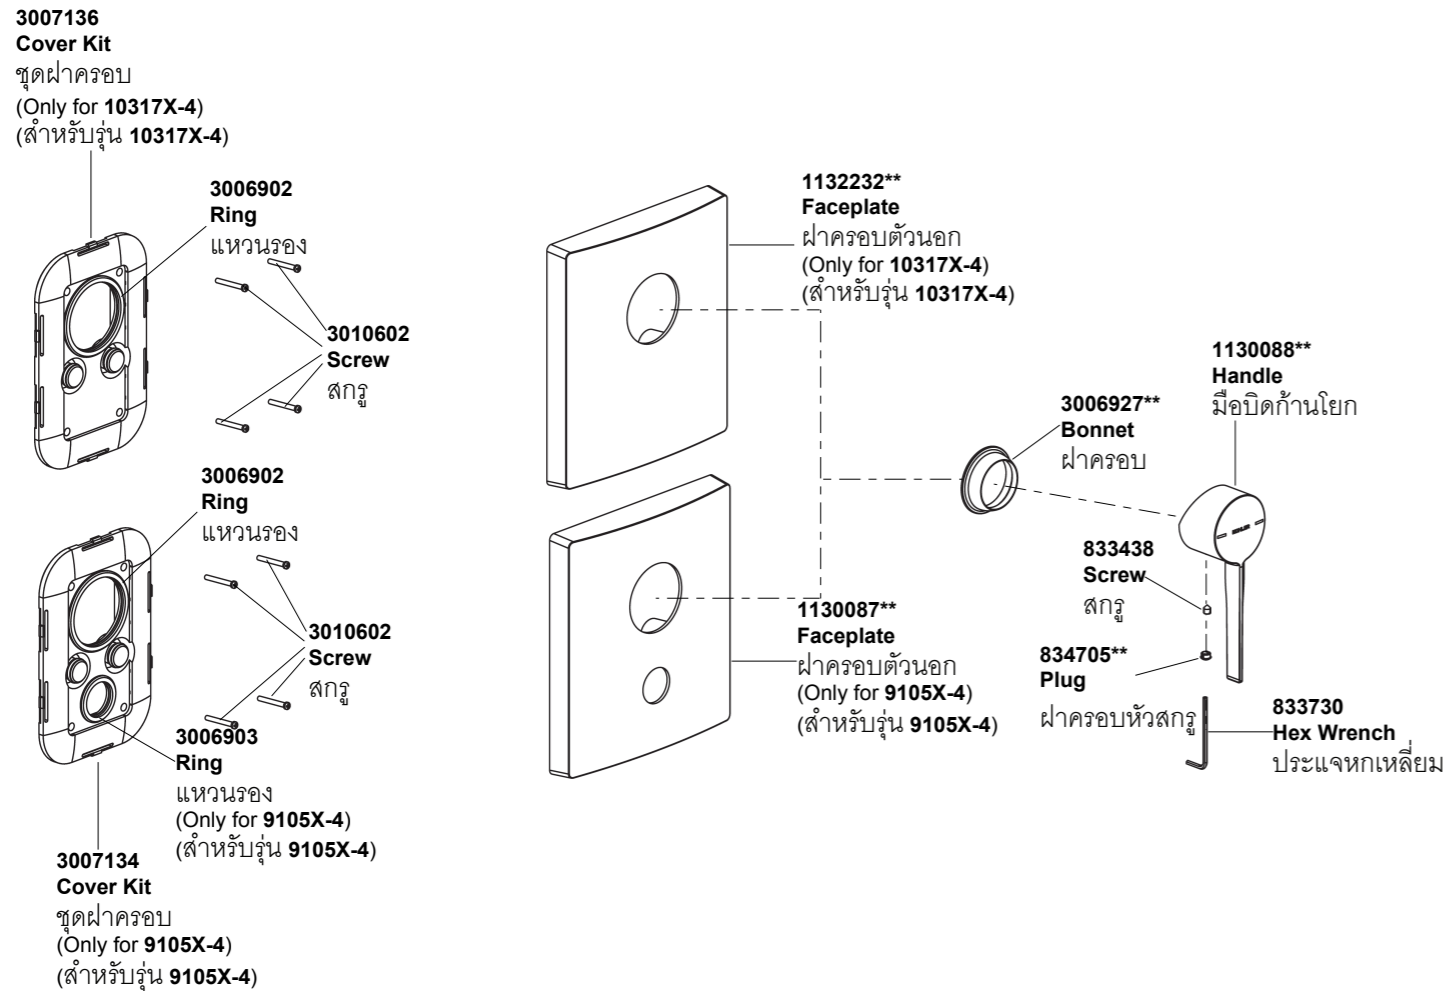 3007136
Cover Kit
ชุดฝาครอบ
(Only for 10317X-4)
(สำหรับรุ่น 10317X-4)
3006902
Ring
แหวนรอง
3010602
Screw
สกรู
3006902
Ring
แหวนรอง
3010602
Screw
สกรู
3006903
Ring
แหวนรอง
(Only for 9105X-4)
(สำหรับรุ่น 9105X-4)
3007134
Cover Kit
ชุดฝาครอบ
(Only for 9105X-4)
(สำหรับรุ่น 9105X-4)
1132232**
Faceplate
ฝาครอบตัวนอก
(Only for 10317X-4)
(สำหรับรุ่น 10317X-4)
1130087**
Faceplate
ฝาครอบตัวนอก
(Only for 9105X-4)
(สำหรับรุ่น 9105X-4)
3006927**
Bonnet
ฝาครอบ
1130088**
Handle
มือบิดก้านโยก
833438
Screw
สกรู
834705**
Plug
ฝาครอบหัวสกรู
833730
Hex Wrench
ประแจหกเหลี่ยม